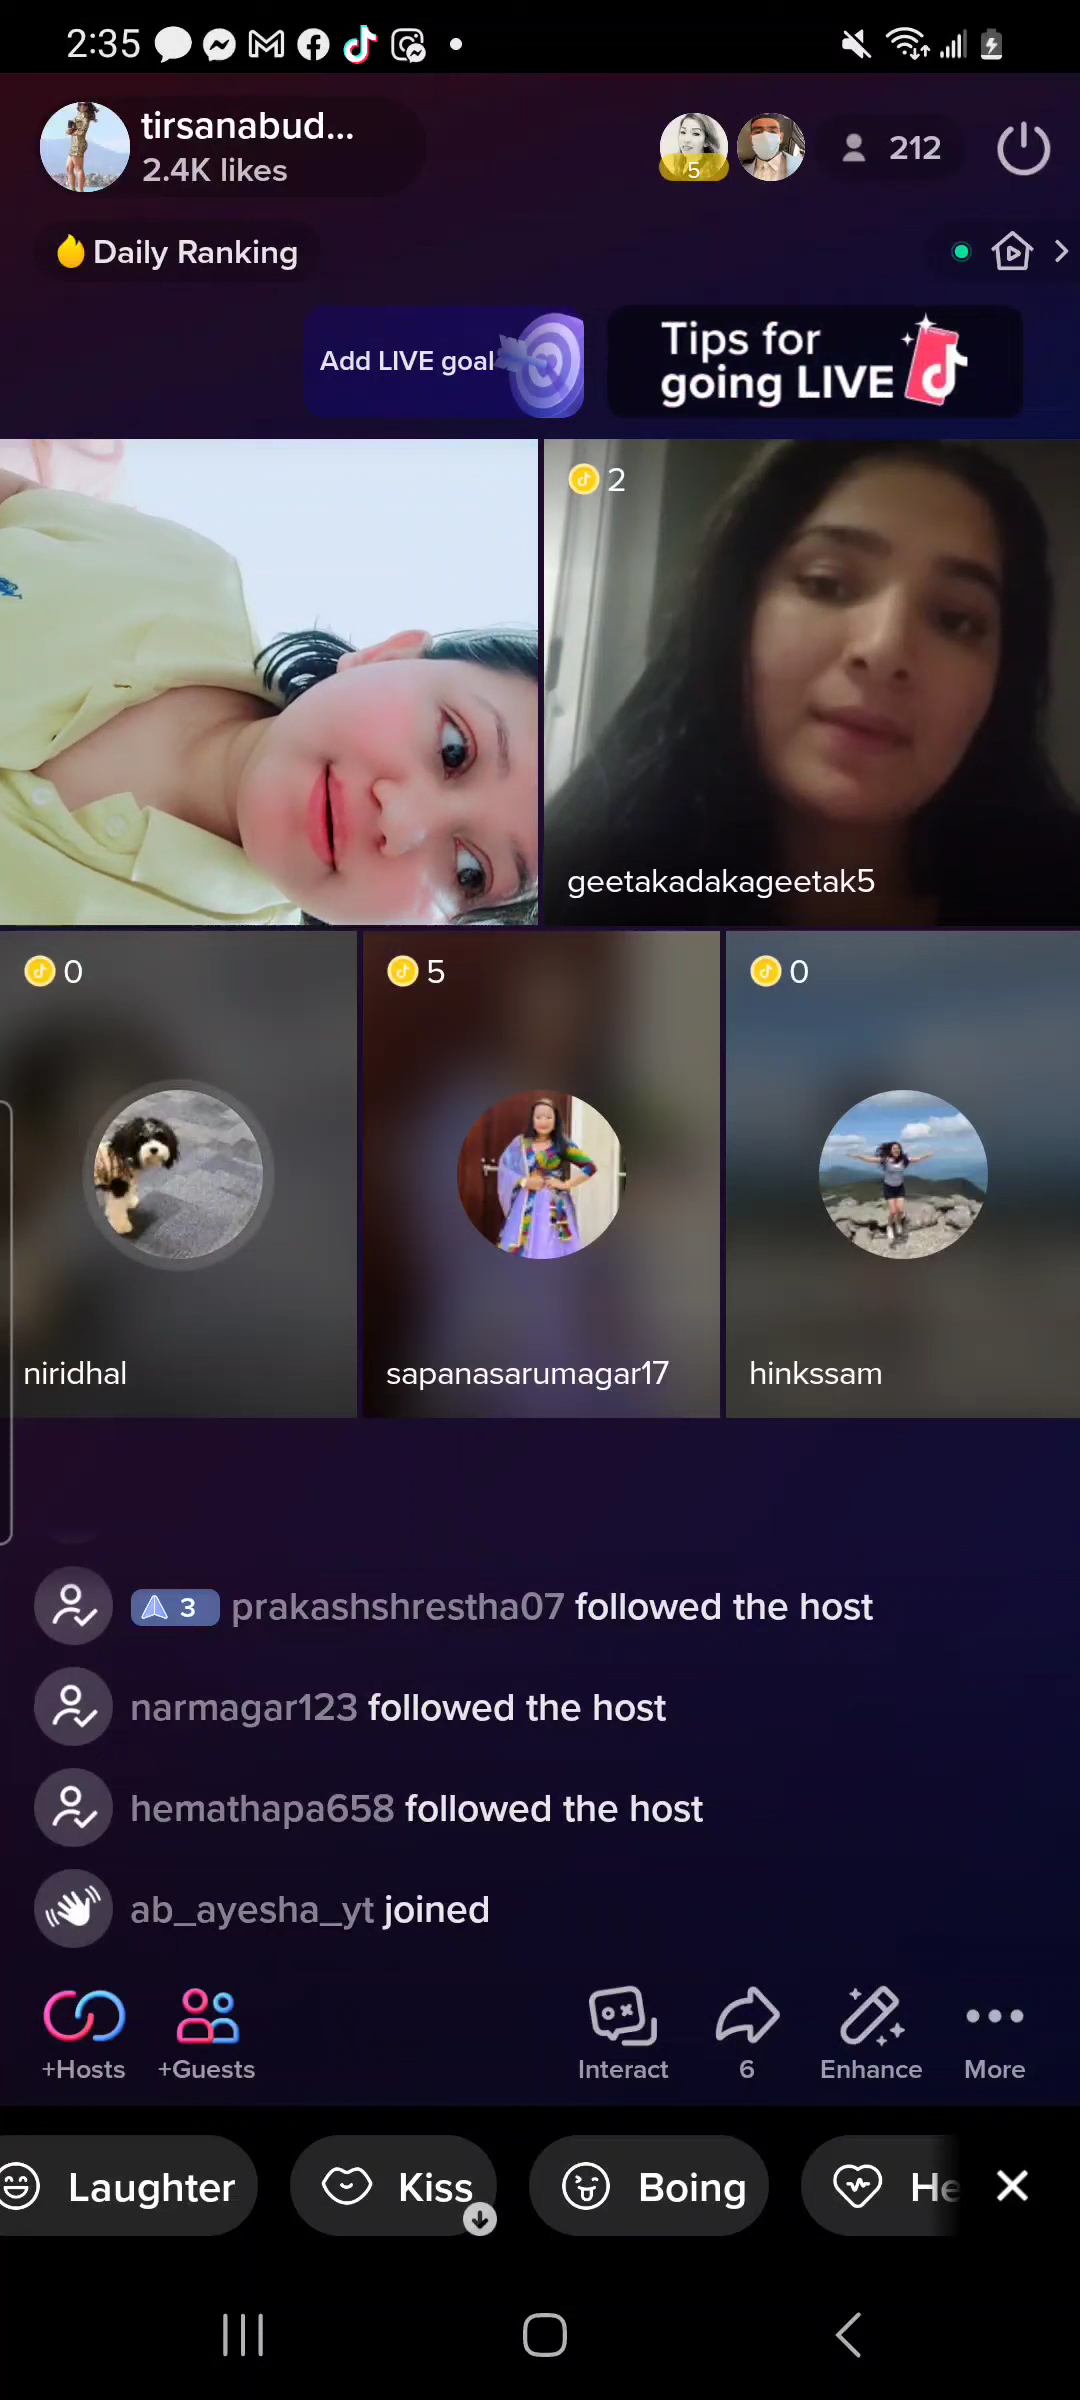 2:35
tirsanabud...
2.4K likes
5
212
Daily Ranking
Add LIVE goal
Tips for
going LIVE
2
geetakadakageetak5
0
5
0
niridhal
sapanasarumagar17
hinkssam
3 prakashshrestha07 followed the host
narmagar123 followed the host
hemathapa658 followed the host
ab_ayesha_yt joined
+Hosts
+Guests
Interact
6
Enhance
More
Laughter
Kiss
Boing
He